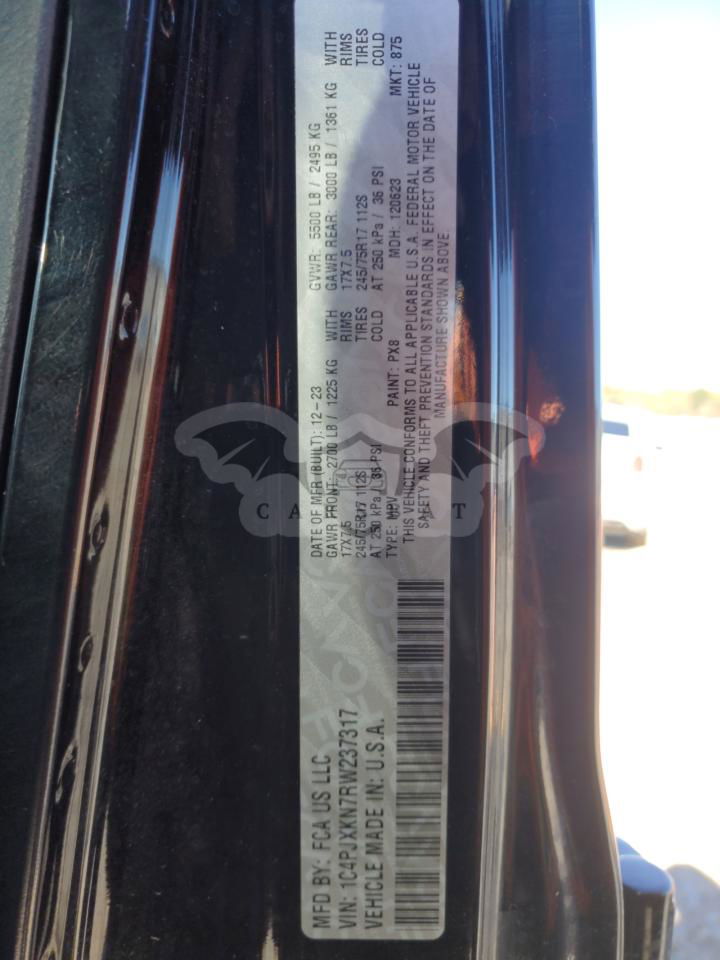 MFD BY: FCA US LLC
VIN: 1C4PJXKN7RW237317
VEHICLE MADE IN: U.S.A.
DATE OF MFR (BUILT): 12-23
GAWR FRONT: 2700 LB / 1225 KG WITH
17X7.5 RIMS
245/75R17 112S TIRES
AT 250 kPa / 36 PSI COLD
TYPE: MPV PAINT: PX8
GVWR: 5500 LB / 2495 KG
GAWR REAR: 3000 LB / 1361 KG WITH
17X7.5 RIMS
245/75R17 112S TIRES
AT 250 kPa / 36 PSI COLD
MDH: 120623 MKT: 875
THIS VEHICLE CONFORMS TO ALL APPLICABLE U.S.A. FEDERAL MOTOR VEHICLE
SAFETY AND THEFT PREVENTION STANDARDS IN EFFECT ON THE DATE OF
MANUFACTURE SHOWN ABOVE.